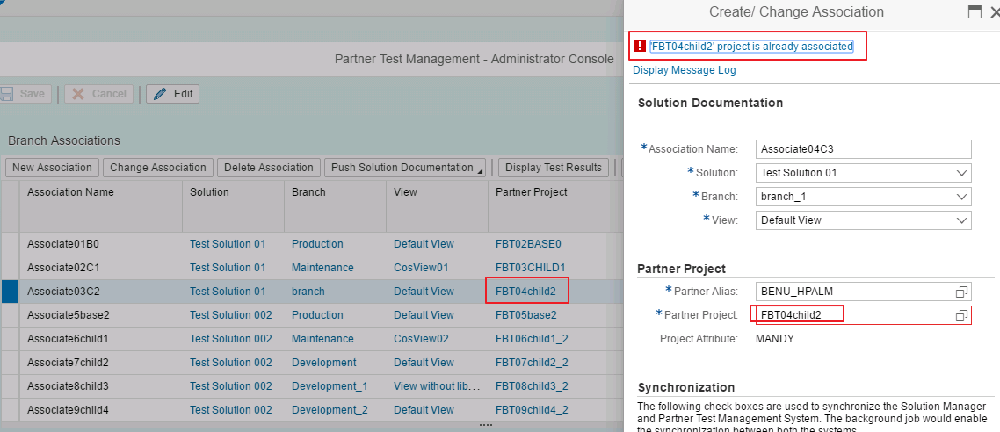 Create/ Change Association
'FBT04child2' project is already associated
Display Message Log
Partner Test Management - Administrator Console
Save Cancel Edit
Branch Associations
New Association Change Association Delete Association Push Solution Documentation Display Test Results
Association Name Solution Branch View Partner Project
Associate01B0 Test Solution 01 Production Default View FBT02BASE0
Associate02C1 Test Solution 01 Maintenance CosView01 FBT03CHILD1
Associate03C2 Test Solution 01 branch Default View FBT04child2
Associate5base2 Test Solution 002 Production Default View FBT05base2
Associate6child1 Test Solution 002 Maintenance CosView02 FBT06child1_2
Associate7child2 Test Solution 002 Development Default View FBT07child2_2
Associate8child3 Test Solution 002 Development_1 View without lib... FBT08child3_2
Associate9child4 Test Solution 002 Development_2 Default View FBT09child4_2
Solution Documentation
*Association Name: Associate04C3
*Solution: Test Solution 01
*Branch: branch_1
*View: Default View
Partner Project
*Partner Alias: BENU_HPALM
*Partner Project: FBT04child2
Project Attribute: MANDY
Synchronization
The following check boxes are used to synchronize the Solution Manager
and Partner Test Management System. The background job would enable
the synchronization between both the systems